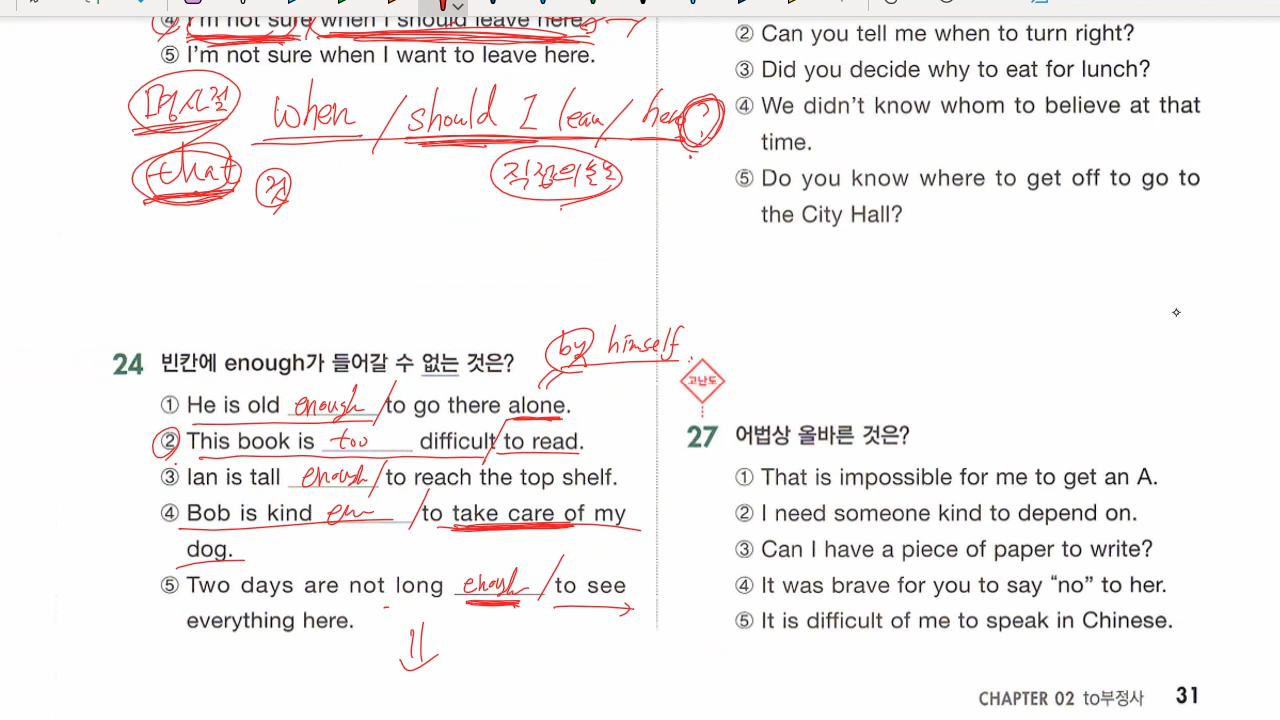 ④ I'm not sure when I should leave here.
⑤ I'm not sure when I want to leave here.
명사절 when / should I leave / here ?
that 것 직접의문문
24 빈칸에 enough가 들어갈 수 없는 것은?
by himself
① He is old enough / to go there alone.
② This book is too difficult / to read.
③ Ian is tall enough / to reach the top shelf.
④ Bob is kind en / to take care of my
dog.
⑤ Two days are not long enough / to see
everything here.
② Can you tell me when to turn right?
③ Did you decide why to eat for lunch?
④ We didn't know whom to believe at that
time.
⑤ Do you know where to get off to go to
the City Hall?
고난도
27 어법상 올바른 것은?
① That is impossible for me to get an A.
② I need someone kind to depend on.
③ Can I have a piece of paper to write?
④ It was brave for you to say “no” to her.
⑤ It is difficult of me to speak in Chinese.
CHAPTER 02 to부정사 31